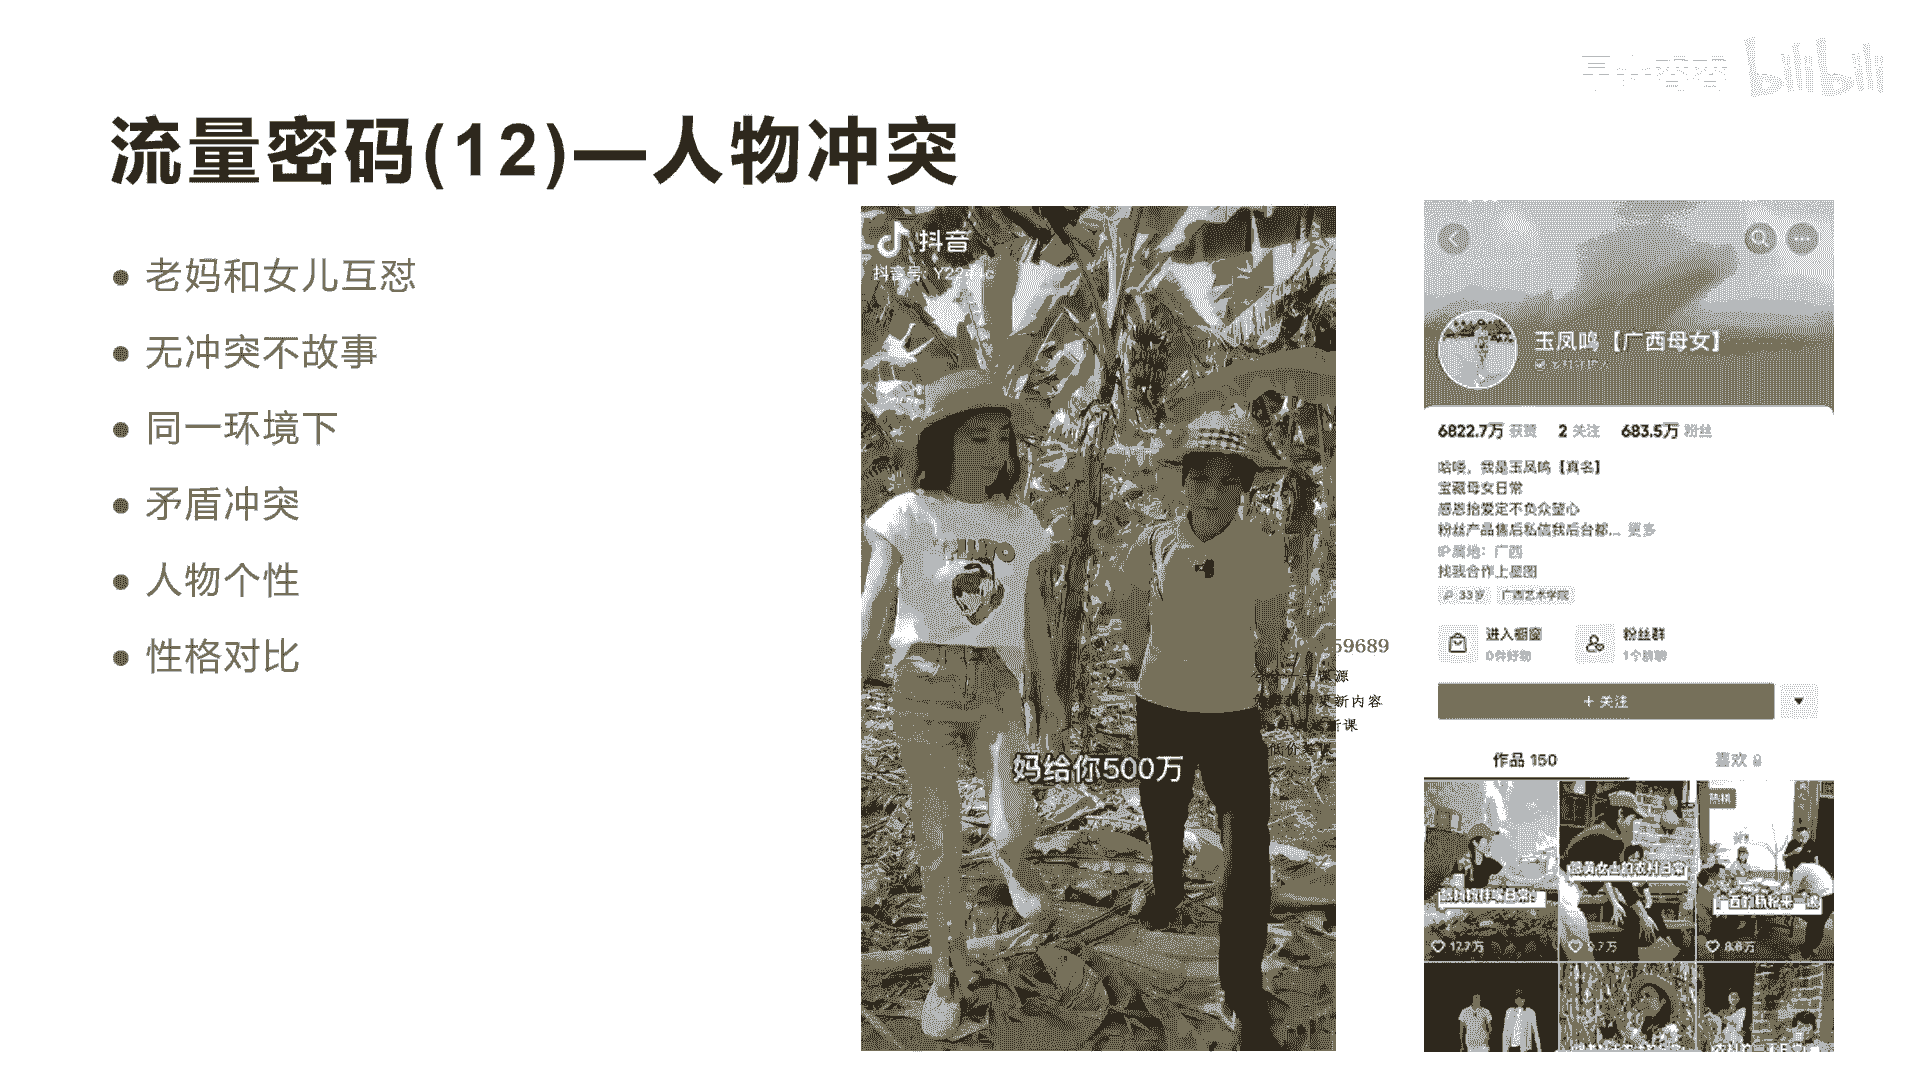 bilibili
流量密码(12)—人物冲突
老妈和女儿互怼
无冲突不故事
同一环境下
矛盾冲突
人物个性
性格对比
抖音
抖音号: Y22
妈给你500万
59689
新内容
玉凤鸣【广西母女】
6822.7万 获赞 2 关注 683.5万 粉丝
哈喽，我是玉凤鸣【真名】
宝藏母女日常
感恩抬爱定不负众望心
粉丝产品售后私信我后台都... 更多
IP属地：广西
找我合作上星图
33岁 广西艺术学院
进入橱窗 粉丝群
0件好物 1个群聊
+ 关注
作品 150 喜欢
17.7万 9.7万 8.8万